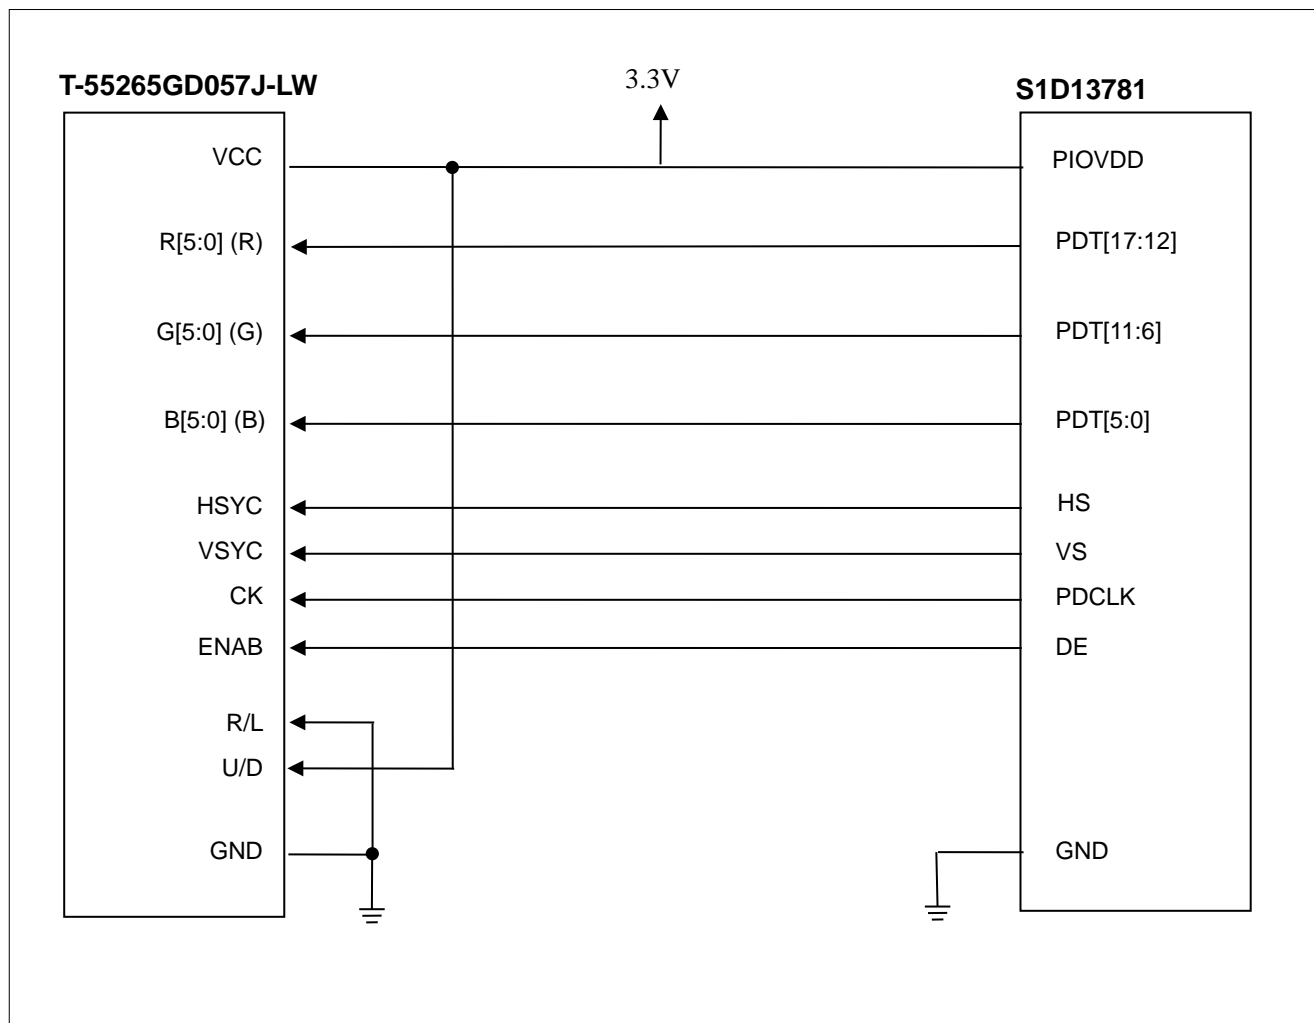 T-55265GD057J-LW
3.3V
S1D13781
VCC
PIOVDD
R[5:0] (R)
PDT[17:12]
G[5:0] (G)
PDT[11:6]
B[5:0] (B)
PDT[5:0]
HSYC
HS
VSYC
VS
CK
PDCLK
ENAB
DE
R/L
U/D
GND
GND